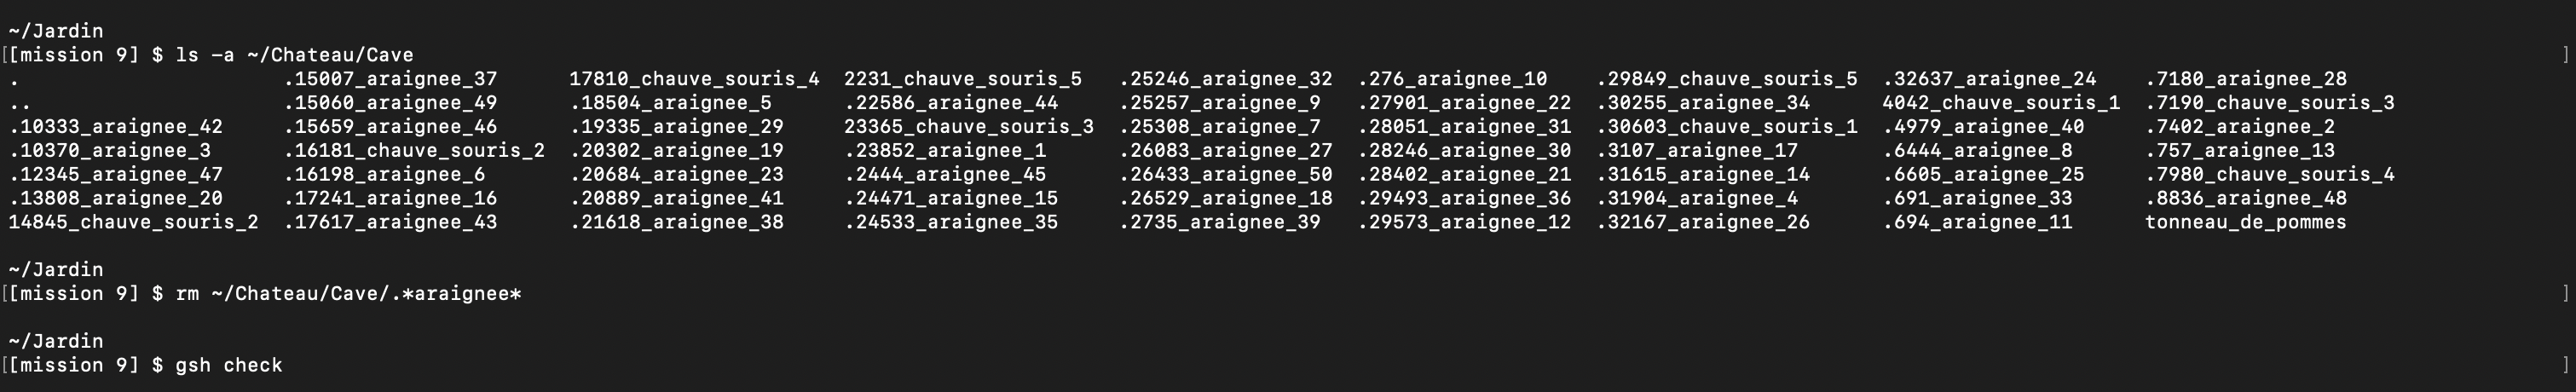 ~/Jardin
[[mission 9] $ ls -a ~/Chateau/Cave ]
. .15007_araignee_37 17810_chauve_souris_4 2231_chauve_souris_5 .25246_araignee_32 .276_araignee_10 .29849_chauve_souris_5 .32637_araignee_24 .7180_araignee_28
.. .15060_araignee_49 .18504_araignee_5 .22586_araignee_44 .25257_araignee_9 .27901_araignee_22 .30255_araignee_34 4042_chauve_souris_1 .7190_chauve_souris_3
.10333_araignee_42 .15659_araignee_46 .19335_araignee_29 23365_chauve_souris_3 .25308_araignee_7 .28051_araignee_31 .30603_chauve_souris_1 .4979_araignee_40 .7402_araignee_2
.10370_araignee_3 .16181_chauve_souris_2 .20302_araignee_19 .23852_araignee_1 .26083_araignee_27 .28246_araignee_30 .3107_araignee_17 .6444_araignee_8 .757_araignee_13
.12345_araignee_47 .16198_araignee_6 .20684_araignee_23 .2444_araignee_45 .26433_araignee_50 .28402_araignee_21 .31615_araignee_14 .6605_araignee_25 .7980_chauve_souris_4
.13808_araignee_20 .17241_araignee_16 .20889_araignee_41 .24471_araignee_15 .26529_araignee_18 .29493_araignee_36 .31904_araignee_4 .691_araignee_33 .8836_araignee_48
14845_chauve_souris_2 .17617_araignee_43 .21618_araignee_38 .24533_araignee_35 .2735_araignee_39 .29573_araignee_12 .32167_araignee_26 .694_araignee_11 tonneau_de_pommes
~/Jardin
[[mission 9] $ rm ~/Chateau/Cave/.*araignee* ]
~/Jardin
[[mission 9] $ gsh check ]